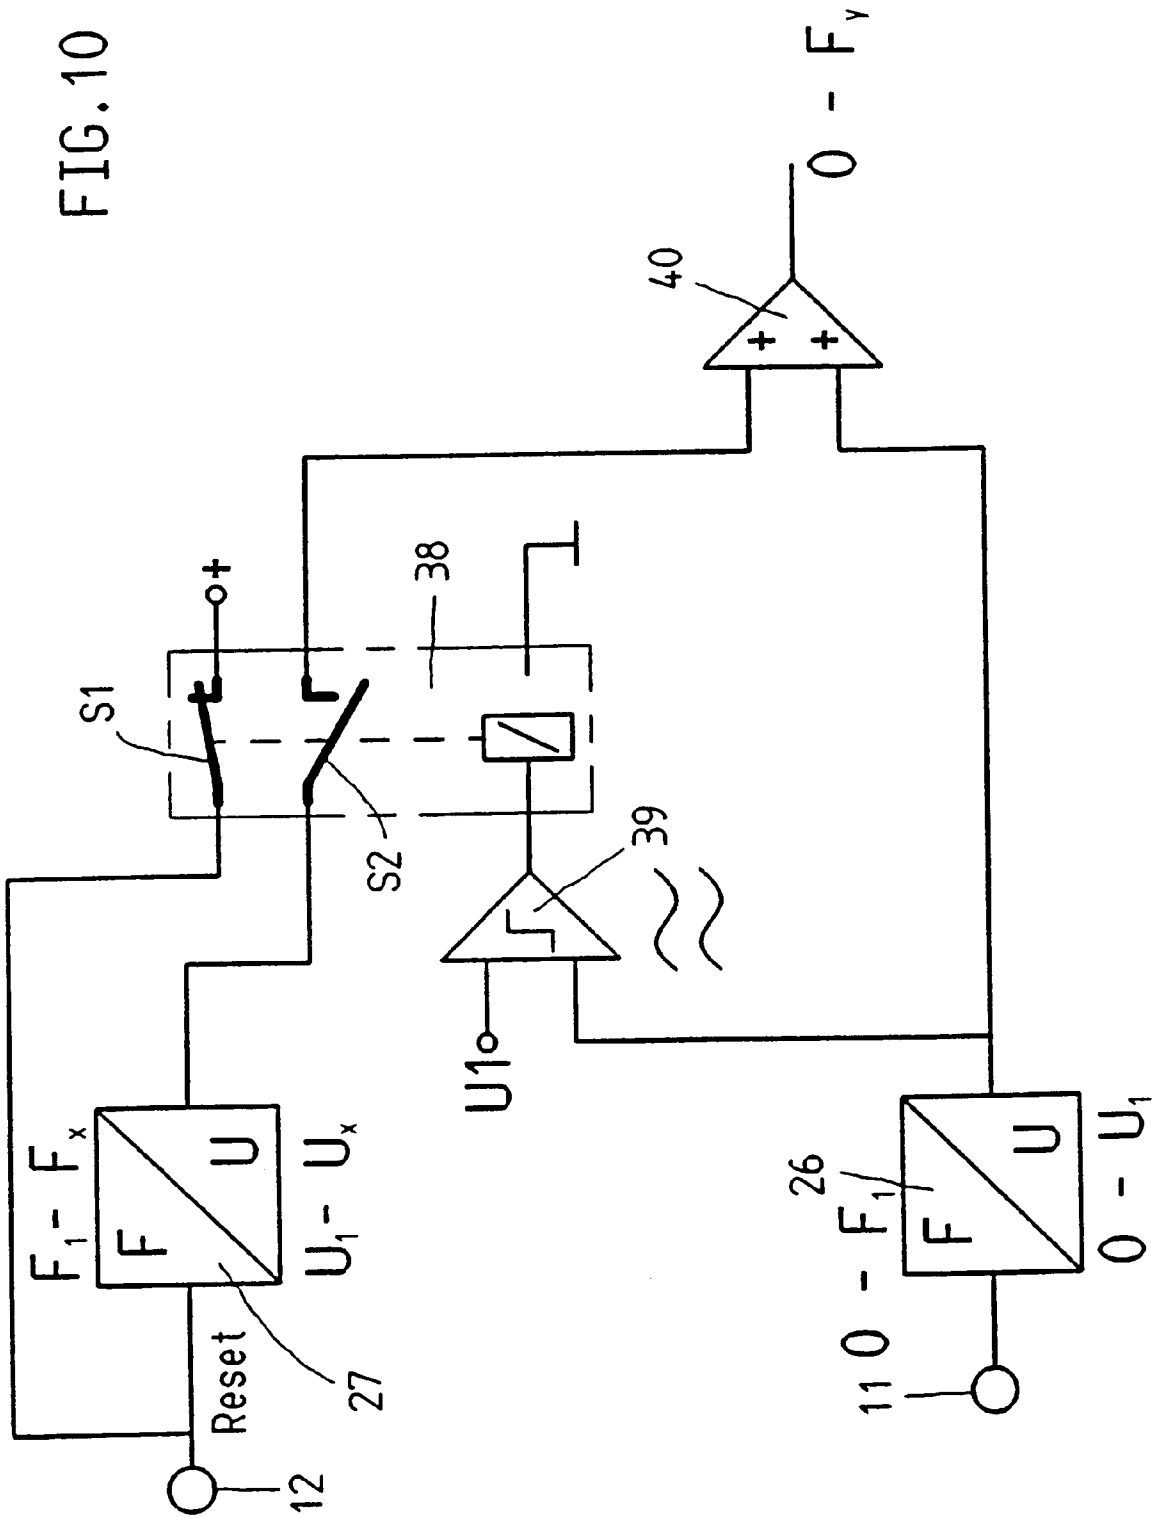 FIG.10
12
Reset
27
F₁ - Fₓ
F
U
U₁ - Uₓ
S1
+
S2
38
U1
39
40
+
+
0 - Fᵧ
11
0 - F₁
26
F
U
0 - U₁